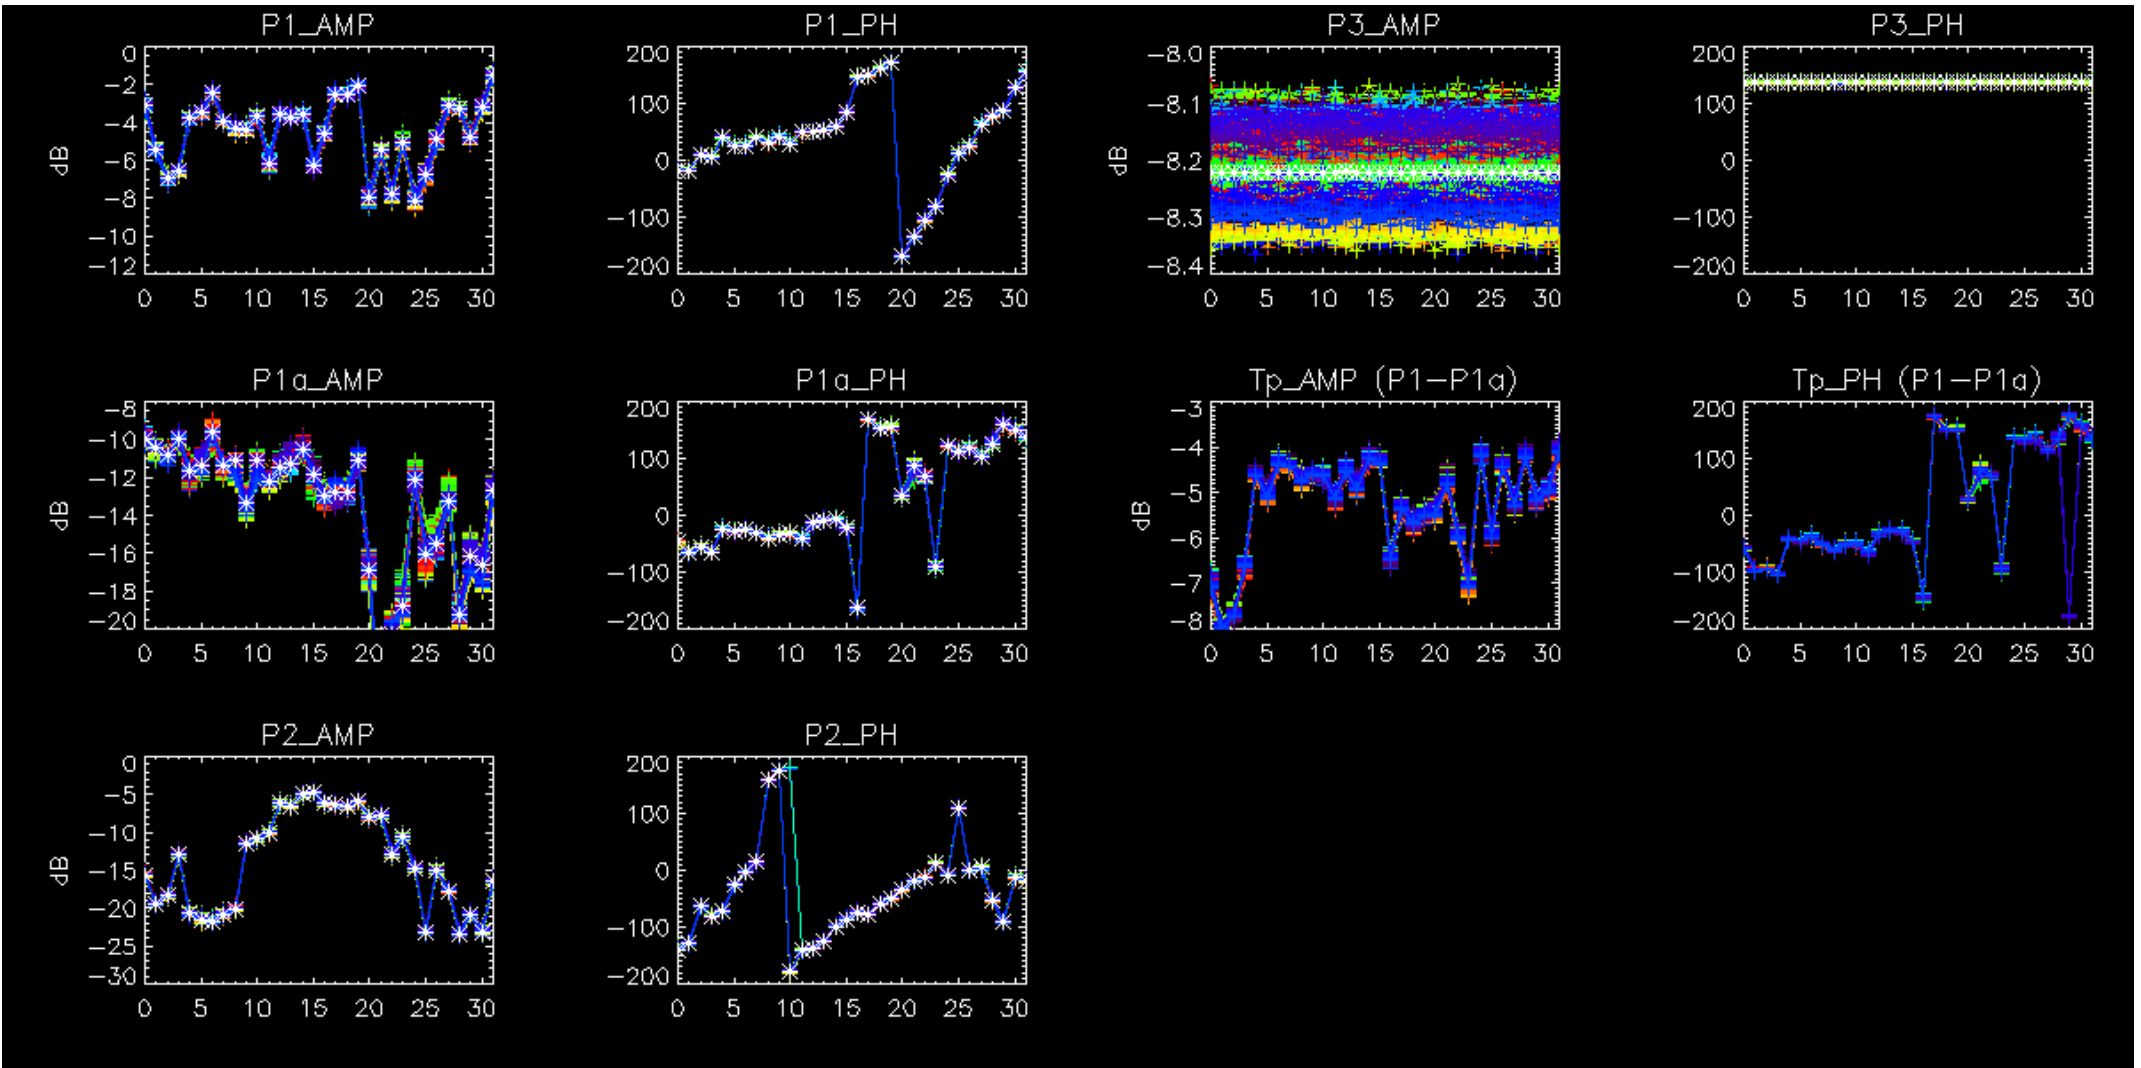 P1_AMP P1_PH P3_AMP P3_PH
0 200 -8.0 200
-2
-4 100 -8.1 100
dB -6 0 dB -8.2 0
-8
-10 -100 -8.3 -100
-12 -200 -8.4 -200
0 5 10 15 20 25 30 0 5 10 15 20 25 30 0 5 10 15 20 25 30 0 5 10 15 20 25 30
P1a_AMP P1a_PH Tp_AMP (P1-P1a) Tp_PH (P1-P1a)
-8 200 -3 200
-10 100 -4 100
-12
dB -14 0 dB -5 0
-16 -100 -6 -100
-18 -7
-20 -200 -8 -200
0 5 10 15 20 25 30 0 5 10 15 20 25 30 0 5 10 15 20 25 30 0 5 10 15 20 25 30
P2_AMP P2_PH
0 200
-5 100
-10
dB -15 0
-20 -100
-25
-30 -200
0 5 10 15 20 25 30 0 5 10 15 20 25 30